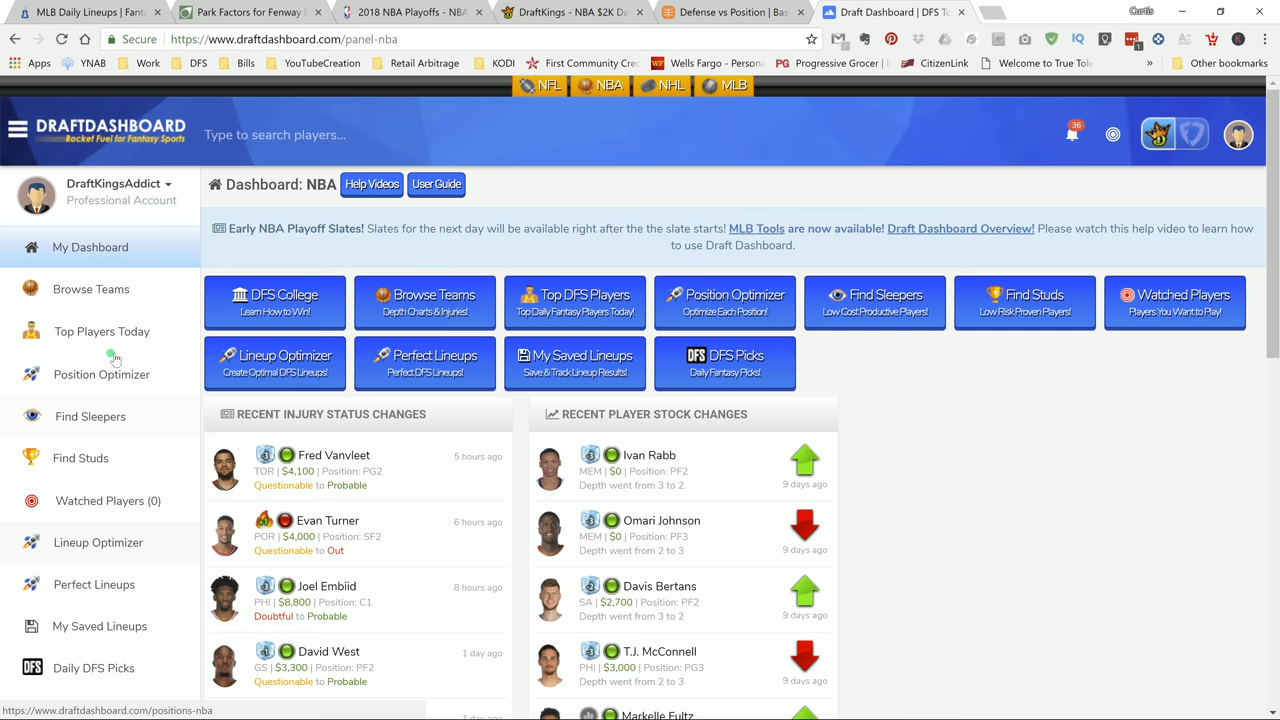 MLB Daily Lineups | Fanta
Park Factors for Fenway P
2018 NBA Playoffs - NBA
DraftKings - NBA $2K Da
Defense vs Position | Bas
Draft Dashboard | DFS To
Curtis
Secure
https://www.draftdashboard.com/panel-nba
Apps
YNAB
Work
DFS
Bills
YouTubeCreation
Retail Arbitrage
KODI
First Community Cre
Wells Fargo - Persona
PG Progressive Grocer |
CitizenLink
Welcome to True Tole
»
Other bookmarks
NFL
NBA
NHL
MLB
DRAFTDASHBOARD
Rocket Fuel for Fantasy Sports
Type to search players...
36
DraftKingsAddict
Professional Account
My Dashboard
Browse Teams
Top Players Today
Position Optimizer
Find Sleepers
Find Studs
Watched Players (0)
Lineup Optimizer
Perfect Lineups
My Saved Lineups
DFS Daily DFS Picks
https://www.draftdashboard.com/positions-nba
Dashboard: NBA
Help Videos
User Guide
Early NBA Playoff Slates! Slates for the next day will be available right after the the slate starts! MLB Tools are now available! Draft Dashboard Overview! Please watch this help video to learn how
to use Draft Dashboard.
DFS College
Learn How to Win!
Browse Teams
Depth Charts & Injuries!
Top DFS Players
Top Daily Fantasy Players Today!
Position Optimizer
Optimize Each Position!
Find Sleepers
Low Cost Productive Players!
Find Studs
Low Risk Proven Players!
Watched Players
Players You Want to Play!
Lineup Optimizer
Create Optimal DFS Lineups!
Perfect Lineups
Perfect DFS Lineups!
My Saved Lineups
Save & Track Lineup Results!
DFS DFS Picks
Daily Fantasy Picks!
RECENT INJURY STATUS CHANGES
Fred Vanvleet
5 hours ago
TOR | $4,100 | Position: PG2
Questionable to Probable
Evan Turner
6 hours ago
POR | $4,000 | Position: SF2
Questionable to Out
Joel Embiid
8 hours ago
PHI | $8,800 | Position: C1
Doubtful to Probable
David West
1 day ago
GS | $3,300 | Position: PF2
Questionable to Probable
1 day ago
RECENT PLAYER STOCK CHANGES
Ivan Rabb
MEM | $0 | Position: PF2
Depth went from 3 to 2
9 days ago
Omari Johnson
MEM | $0 | Position: PF3
Depth went from 2 to 3
9 days ago
Davis Bertans
SA | $2,700 | Position: PF2
Depth went from 3 to 2
9 days ago
T.J. McConnell
PHI | $3,000 | Position: PG3
Depth went from 2 to 3
9 days ago
Markelle Fultz